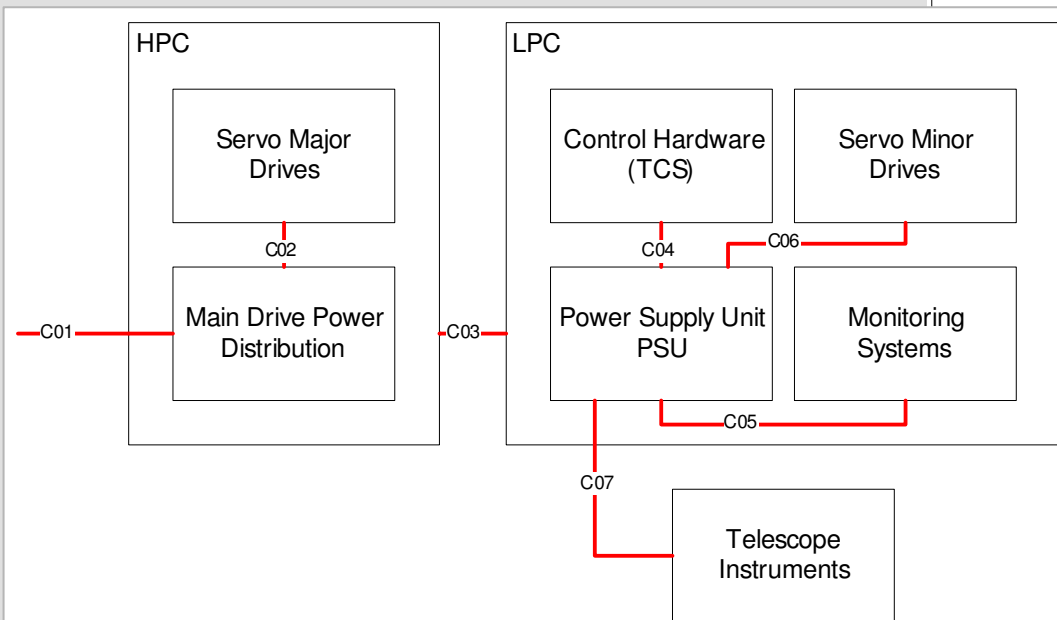 HPC
LPC
Servo Major
Drives
Control Hardware
(TCS)
Servo Minor
Drives
C02
C04
C06
C01
Main Drive Power
Distribution
C03
Power Supply Unit
PSU
Monitoring
Systems
C05
C07
Telescope
Instruments